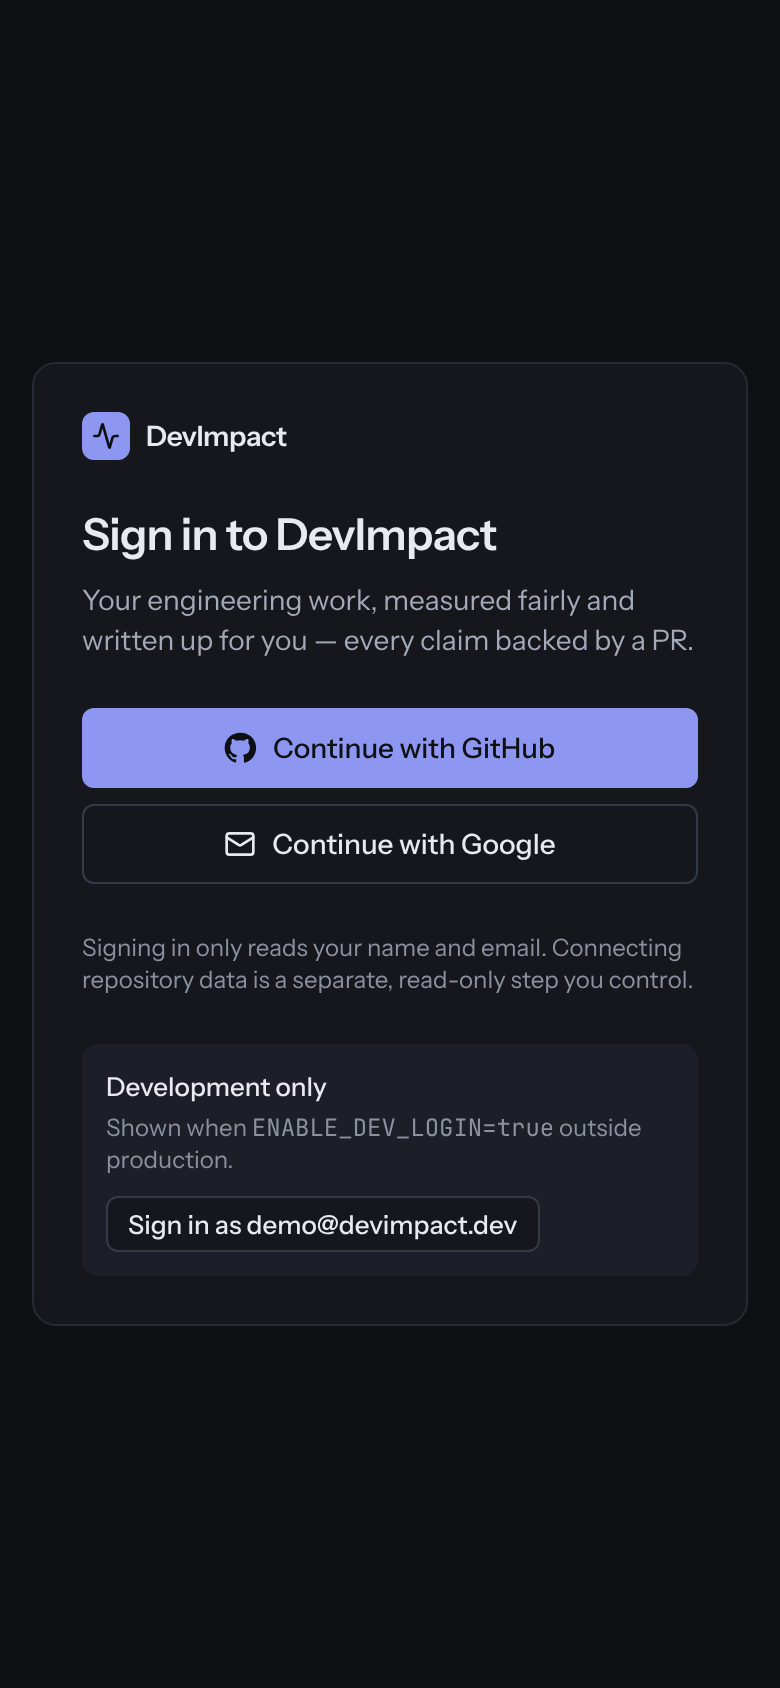 DevImpact
Sign in to DevImpact
Your engineering work, measured fairly and
written up for you — every claim backed by a PR.
Continue with GitHub
Continue with Google
Signing in only reads your name and email. Connecting
repository data is a separate, read-only step you control.
Development only
Shown when ENABLE_DEV_LOGIN=true outside
production.
Sign in as demo@devimpact.dev